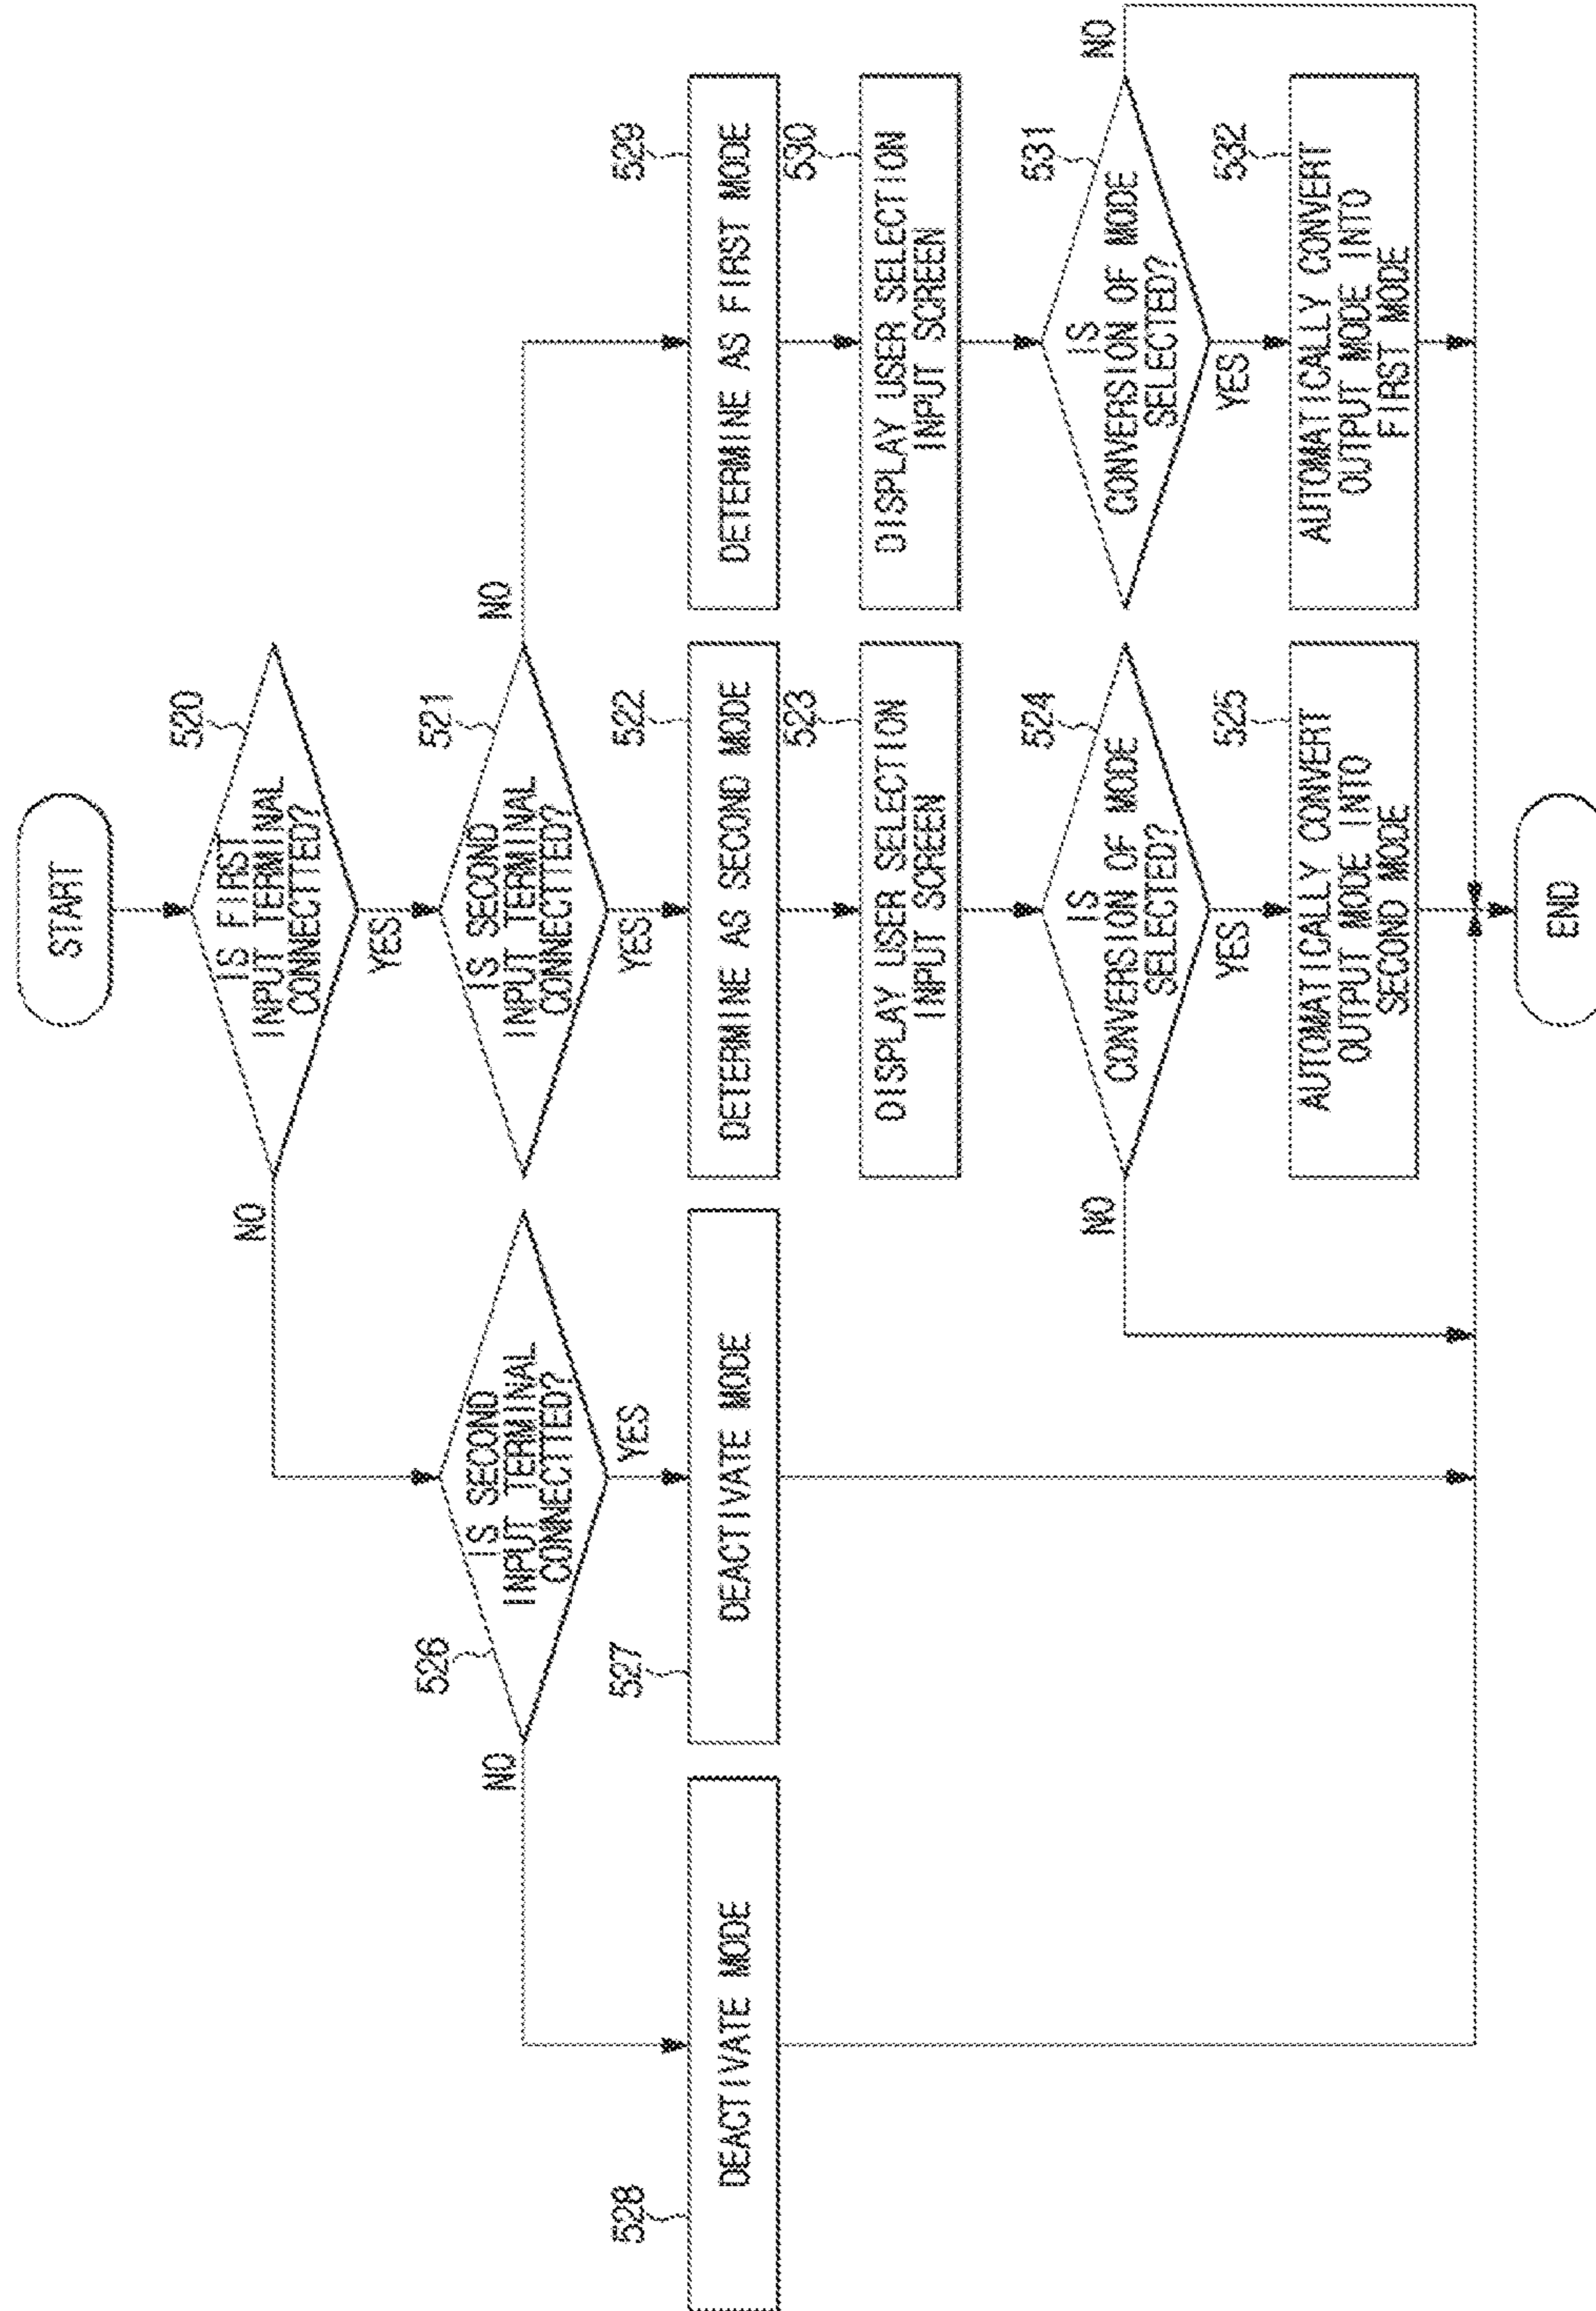 START
520
IS FIRST
INPUT TERMINAL
CONNECTTED?
NO
YES
526
IS SECOND
INPUT TERMINAL
CONNECTTED?
NO
YES
521
IS SECOND
INPUT TERMINAL
CONNECTTED?
YES
NO
528
DEACTIVATE MODE
527
DEACTIVATE MODE
522
DETERMINE AS SECOND MODE
529
DETERMINE AS FIRST MODE
523
DISPLAY USER SELECTION
INPUT SCREEN
530
DISPLAY USER SELECTION
INPUT SCREEN
524
IS
CONVERSION OF MODE
SELECTED?
NO
YES
531
IS
CONVERSION OF MODE
SELECTED?
NO
YES
525
AUTOMATICALLY CONVERT
OUTPUT MODE INTO
SECOND MODE
532
AUTOMATICALLY CONVERT
OUTPUT MODE INTO
FIRST MODE
END